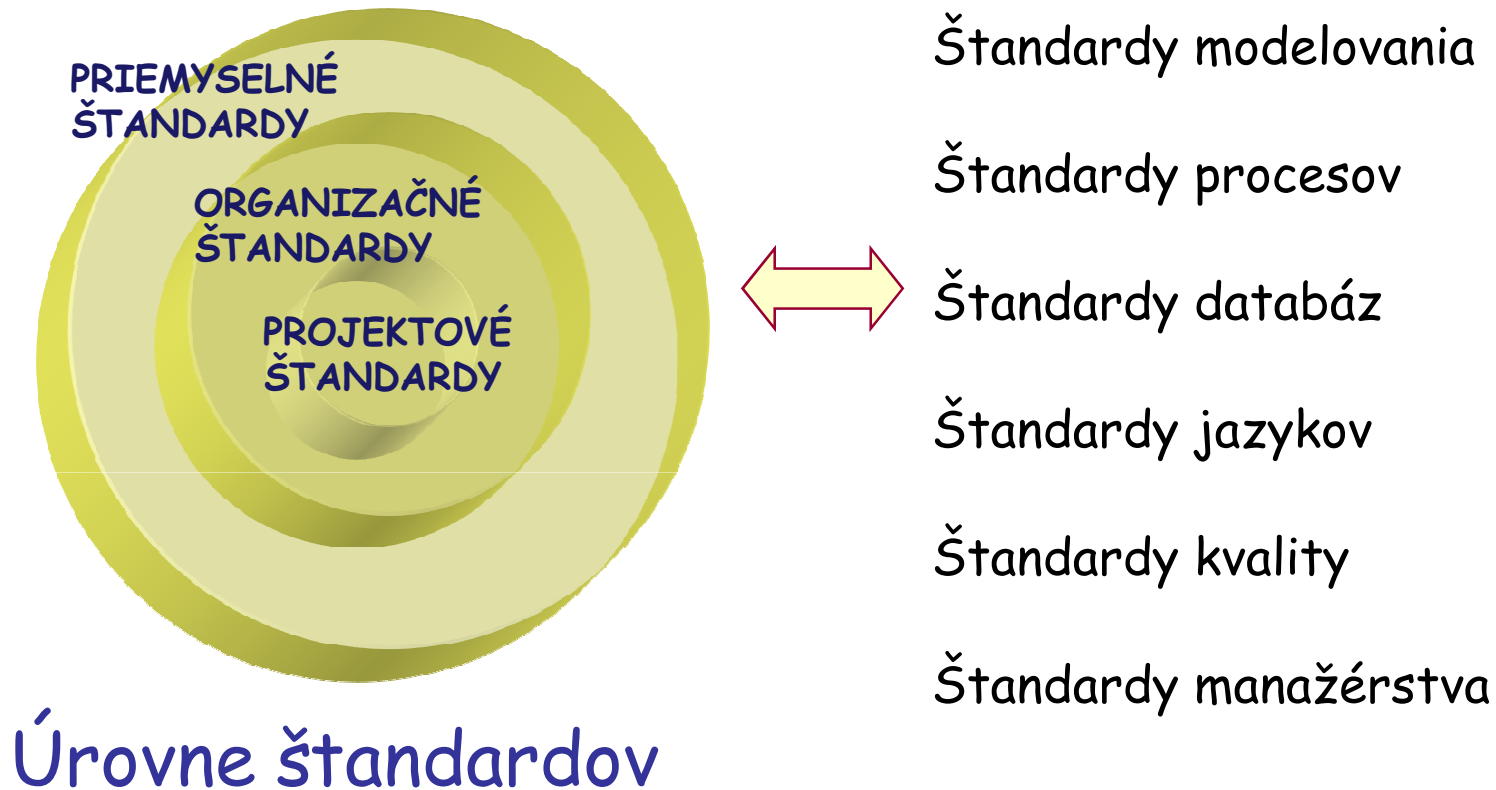 PRIEMYSELNÉ
ŠTANDARDY
ORGANIZAČNÉ
ŠTANDARDY
PROJEKTOVÉ
ŠTANDARDY
Úrovne štandardov
Štandardy modelovania
Štandardy procesov
Štandardy databáz
Štandardy jazykov
Štandardy kvality
Štandardy manažérstva